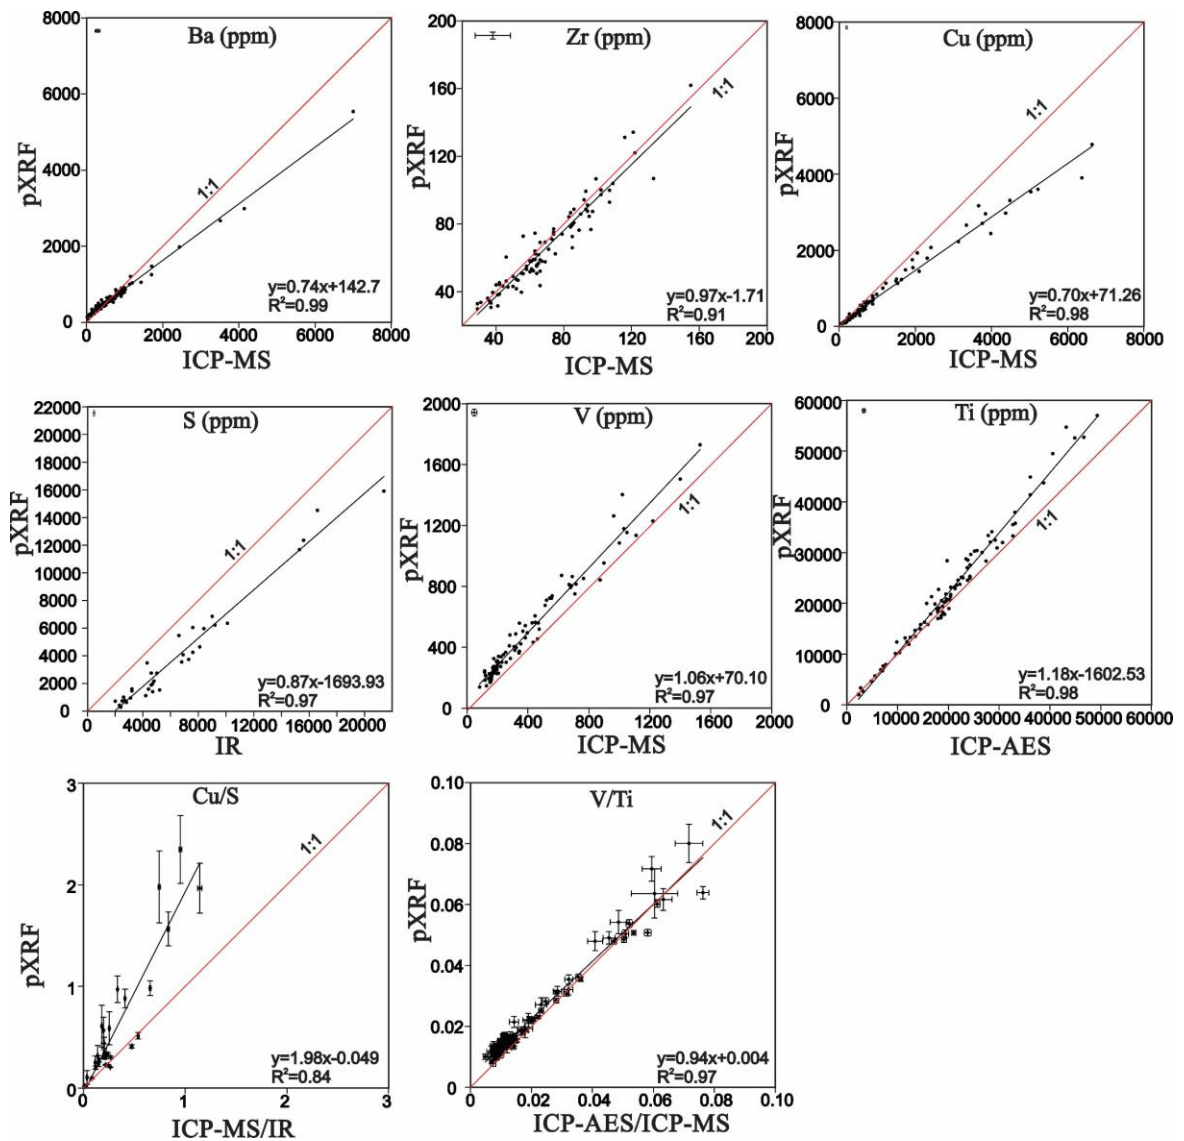 Ba (ppm)
8000
6000
4000
2000
0
pXRF
1:1
y=0.74x+142.7
R²=0.99
0 2000 4000 6000 8000
ICP-MS
Zr (ppm)
200
160
120
80
40
pXRF
1:1
y=0.97x-1.71
R²=0.91
40 80 120 160 200
ICP-MS
Cu (ppm)
8000
6000
4000
2000
0
pXRF
1:1
y=0.70x+71.26
R²=0.98
0 2000 4000 6000 8000
ICP-MS
S (ppm)
22000
20000
18000
16000
14000
12000
10000
8000
6000
4000
2000
0
pXRF
1:1
y=0.87x-1693.93
R²=0.97
0 4000 8000 12000 16000 20000
IR
V (ppm)
2000
1600
1200
800
400
0
pXRF
1:1
y=1.06x+70.10
R²=0.97
0 400 800 1200 1600 2000
ICP-MS
Ti (ppm)
60000
50000
40000
30000
20000
10000
0
pXRF
1:1
y=1.18x-1602.53
R²=0.98
0 10000 20000 30000 40000 50000 60000
ICP-AES
Cu/S
3
2
1
0
pXRF
1:1
y=1.98x-0.049
R²=0.84
0 1 2 3
ICP-MS/IR
V/Ti
0.10
0.08
0.06
0.04
0.02
0
pXRF
1:1
y=0.94x+0.004
R²=0.97
0 0.02 0.04 0.06 0.08 0.10
ICP-AES/ICP-MS